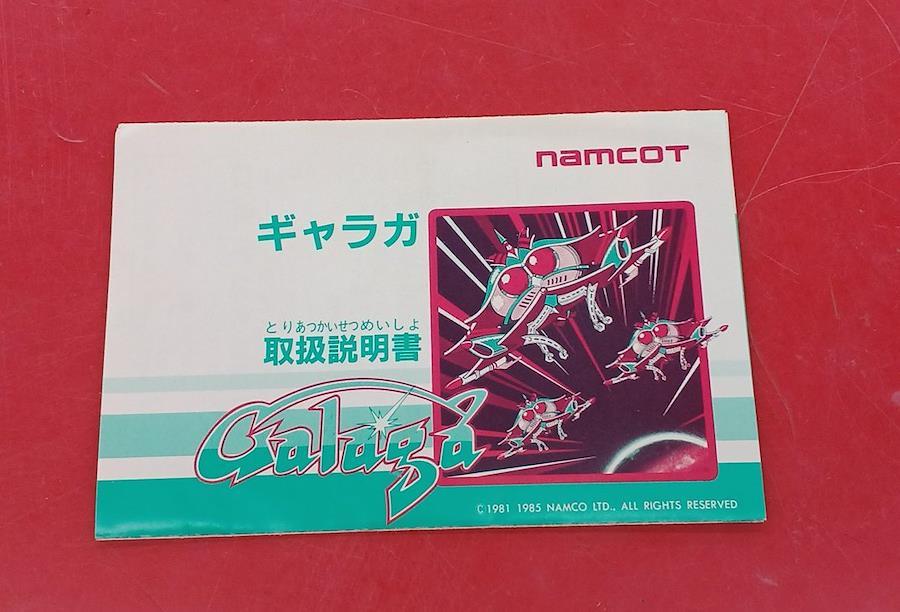 namcoT
ギャラガ
とりあつかいせつめいしょ
取扱説明書
Galaga
©1981 1985 NAMCO LTD., ALL RIGHTS RESERVED